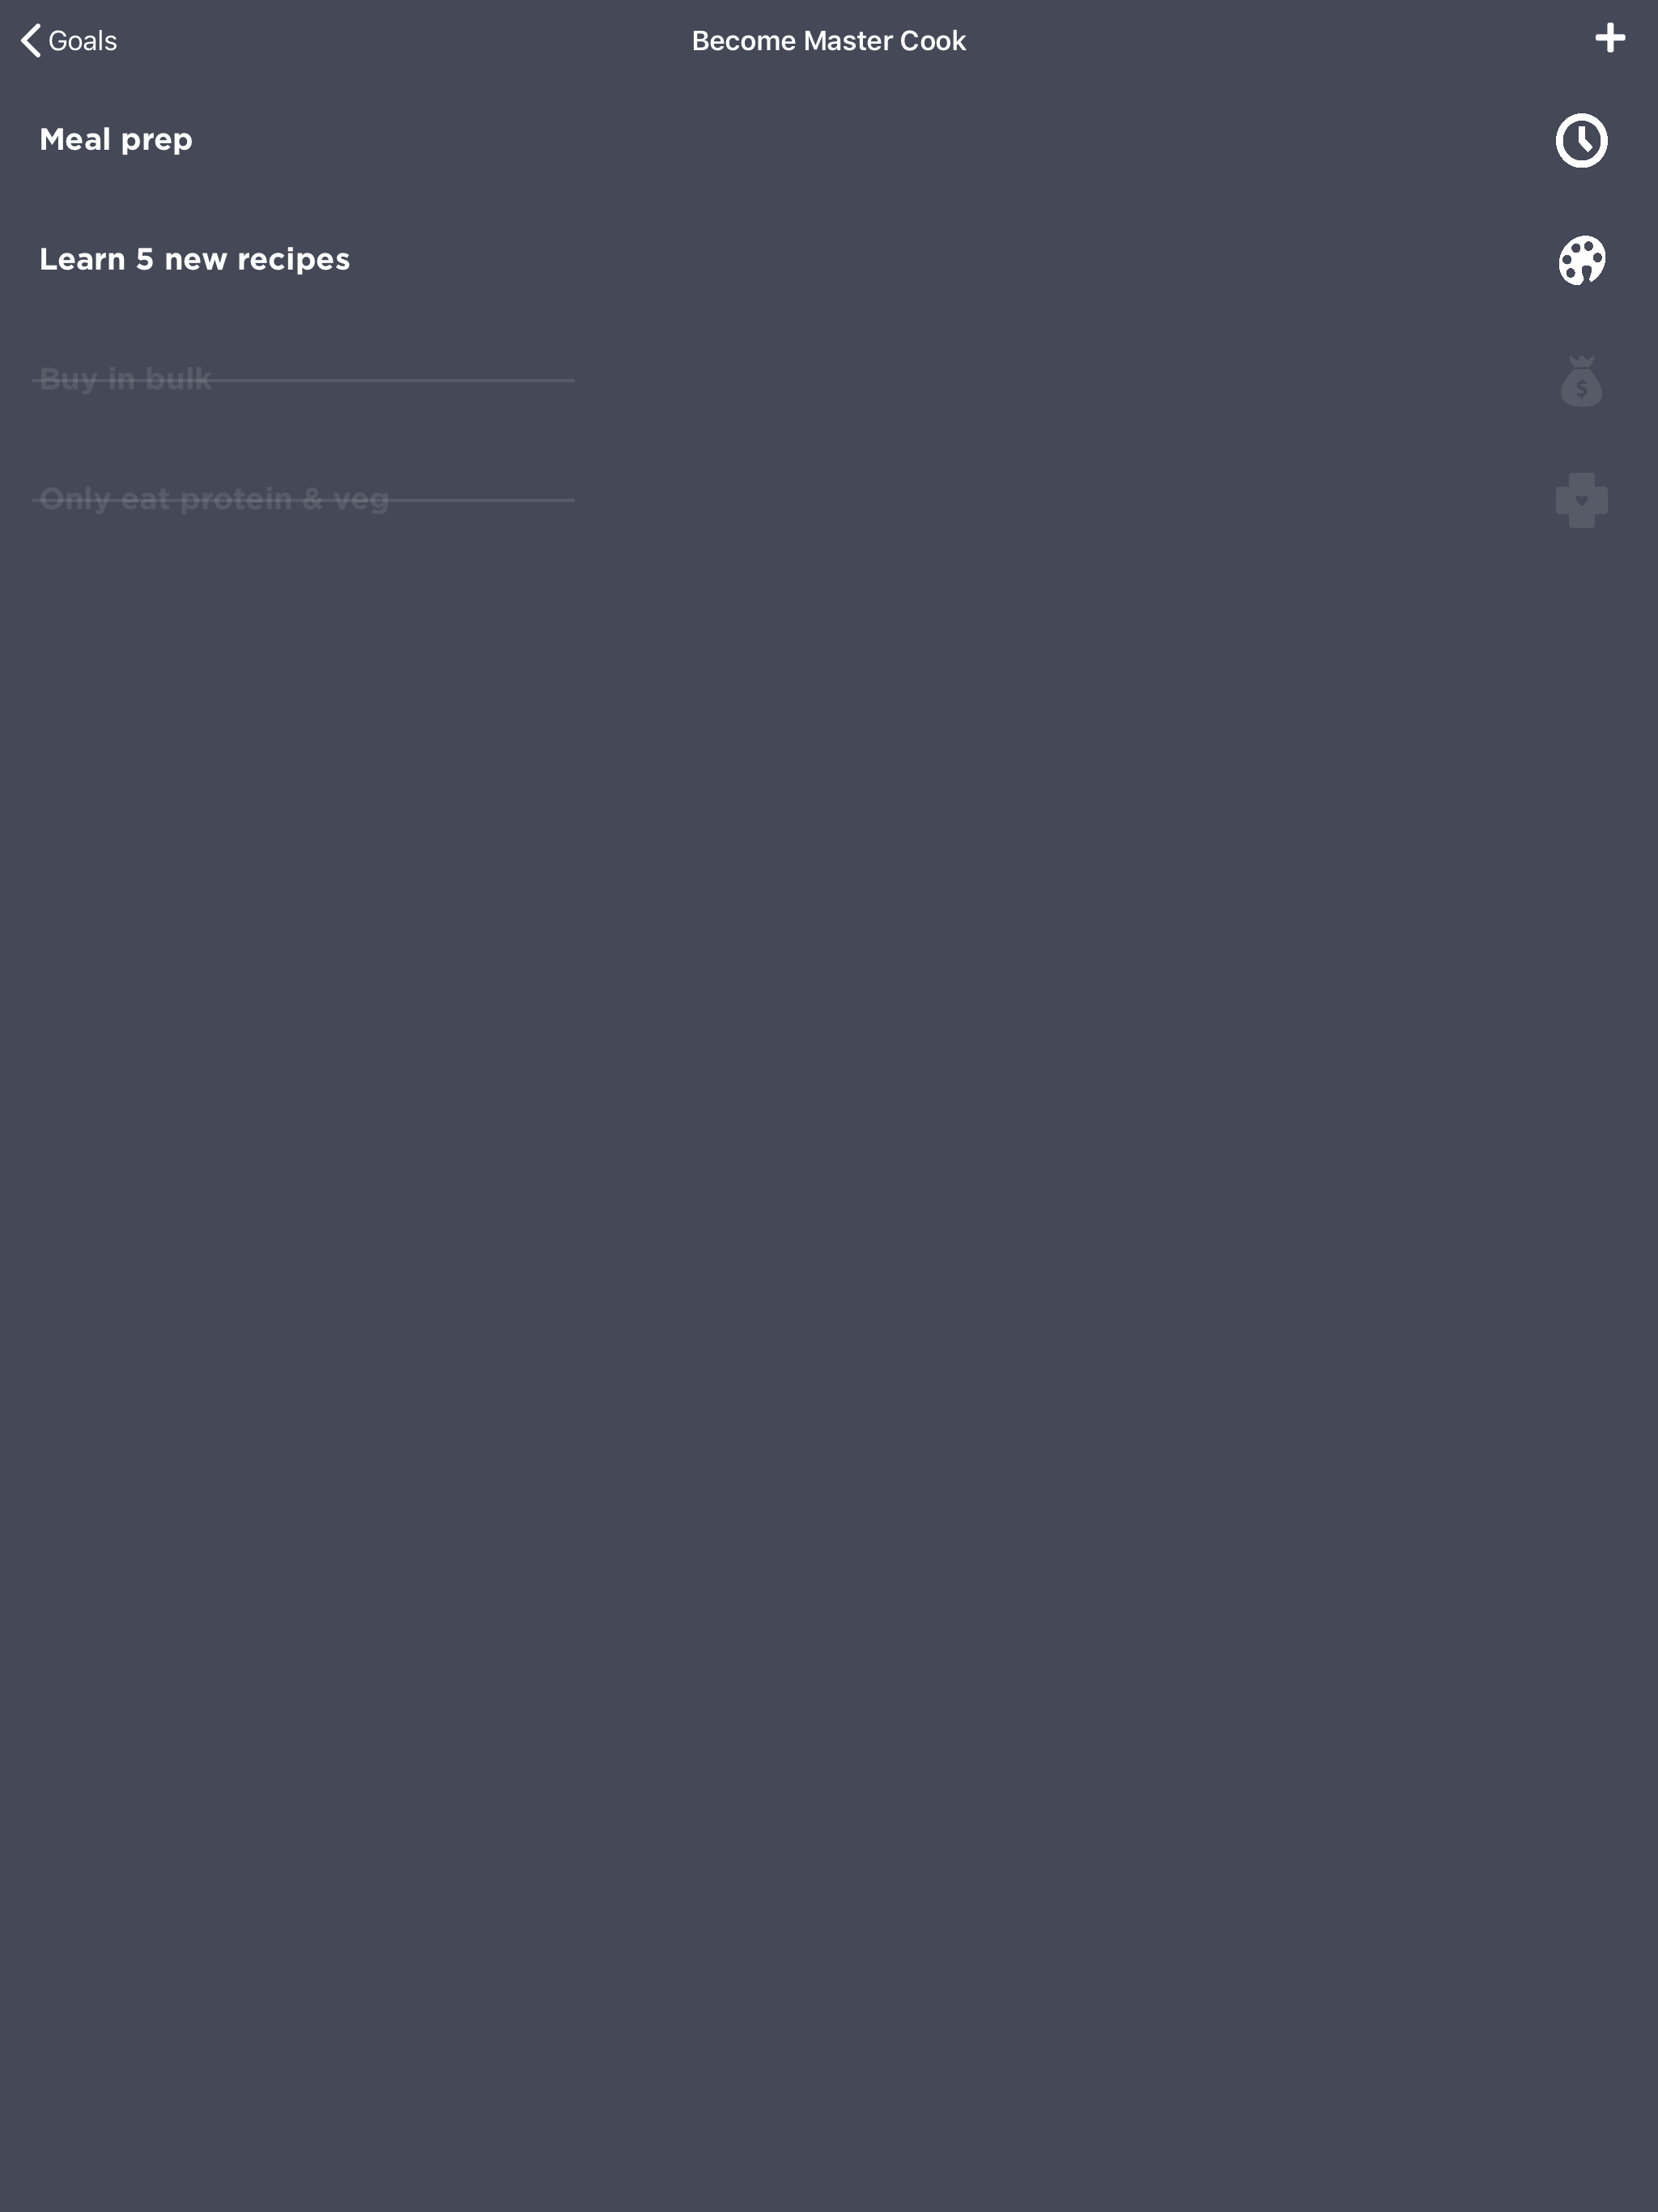 Goals
Become Master Cook
Meal prep
Learn 5 new recipes
Buy in bulk
$
Only eat protein & veg